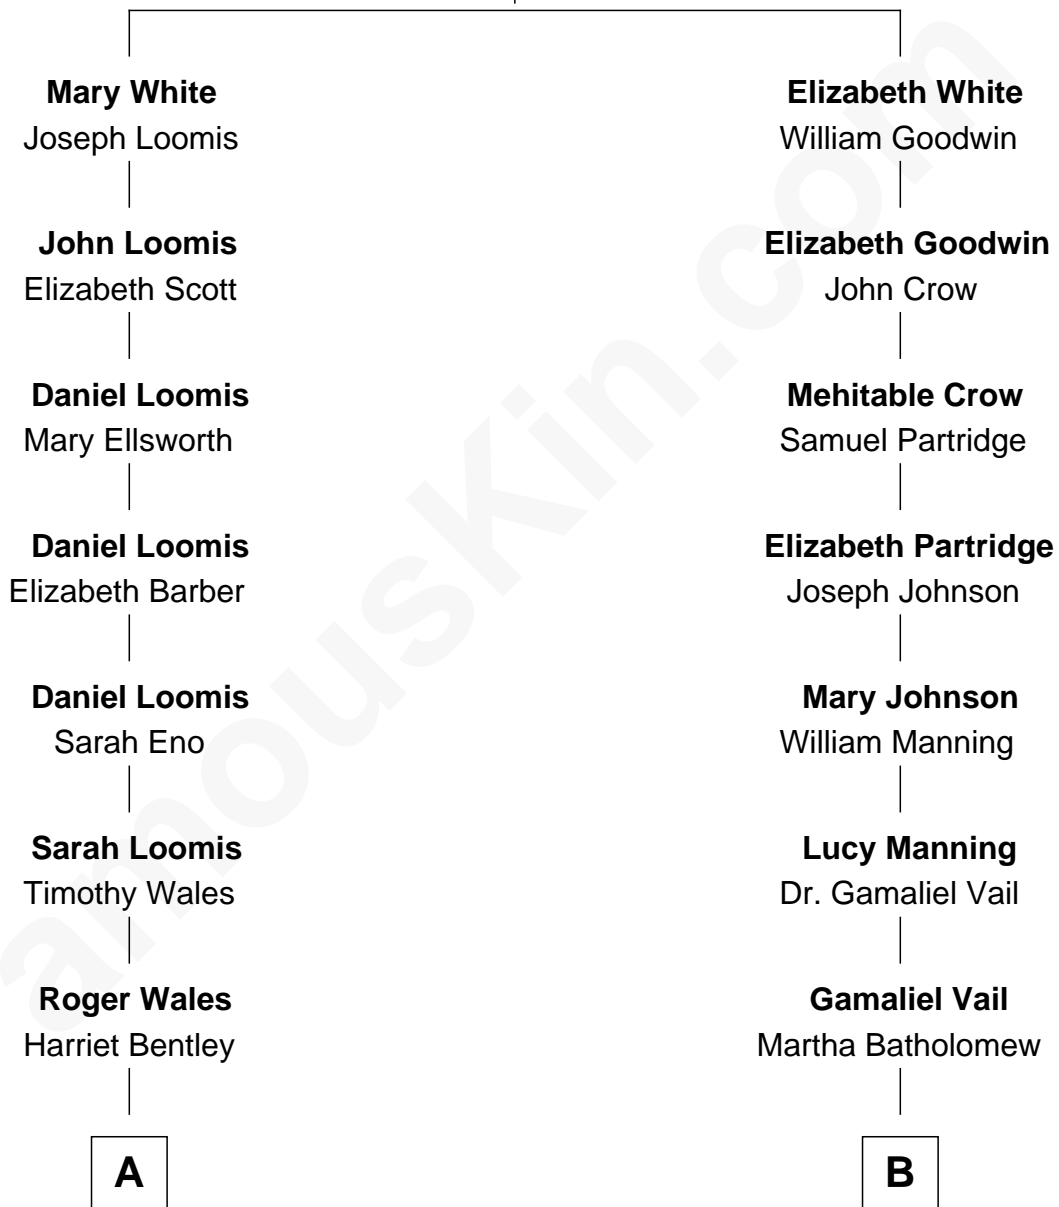 Mary White
Joseph Loomis
John Loomis
Elizabeth Scott
Daniel Loomis
Mary Ellsworth
Daniel Loomis
Elizabeth Barber
Daniel Loomis
Sarah Eno
Sarah Loomis
Timothy Wales
Roger Wales
Harriet Bentley
A
Elizabeth White
William Goodwin
Elizabeth Goodwin
John Crow
Mehitable Crow
Samuel Partridge
Elizabeth Partridge
Joseph Johnson
Mary Johnson
William Manning
Lucy Manning
Dr. Gamaliel Vail
Gamaliel Vail
Martha Batholomew
B
amouskin.com